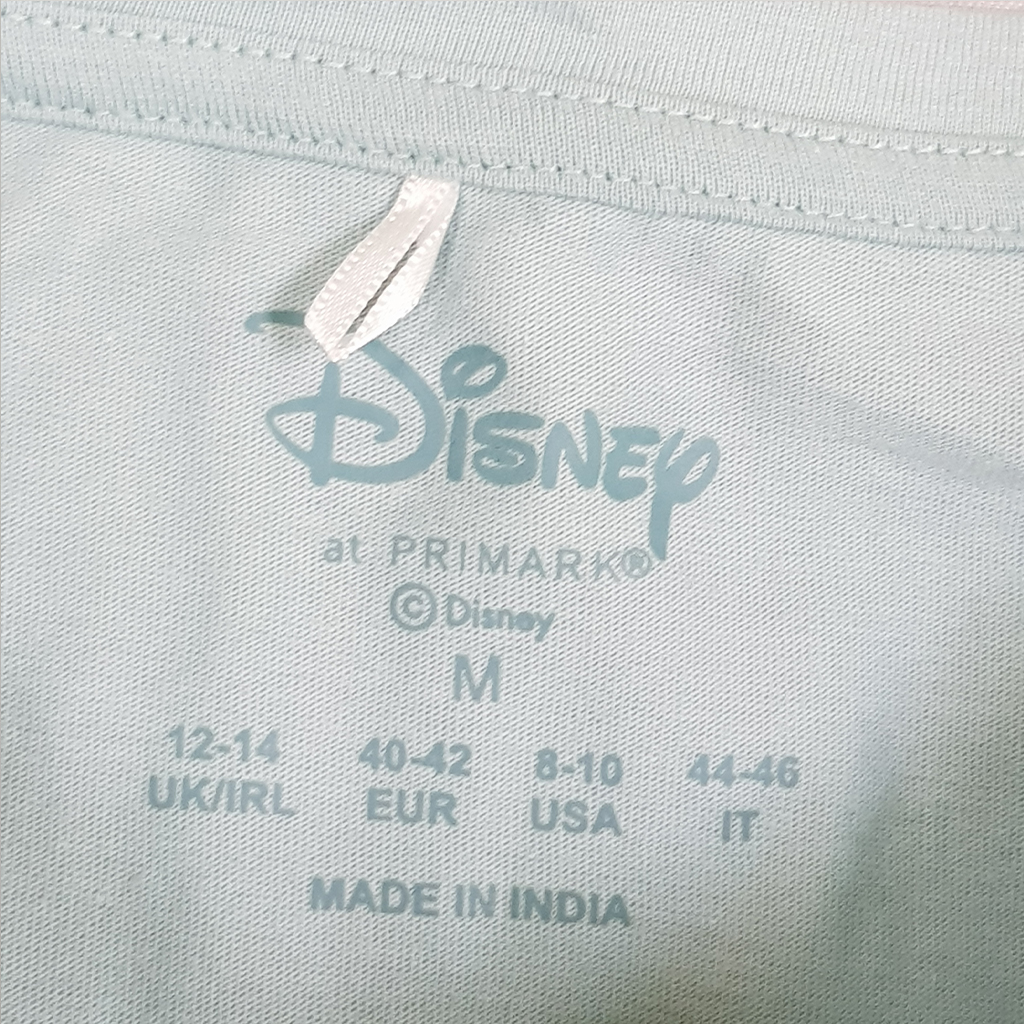 Disney
at PRIMARK®
©Disney
M
12-14 40-42 8-10 44-46
UK/IRL EUR USA IT
MADE IN INDIA